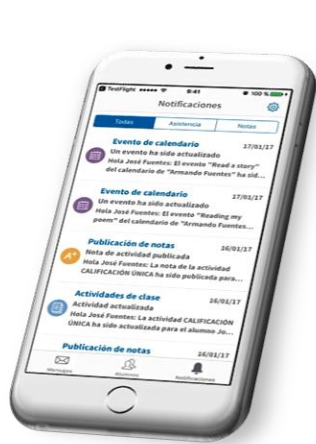 TestFlight 9:41 100 %
Notificaciones
Todas Asistencia Notas
Evento de calendario 17/01/17
Un evento ha sido actualizado
Hola José Fuentes: El evento "Read a story"
del calendario de "Armando Fuentes" ha sid...
Evento de calendario 17/01/17
Un evento ha sido actualizado
Hola José Fuentes: El evento "Reading my
poem" del calendario de "Armando Fuentes...
A+
Publicación de notas 16/01/17
Nota de actividad publicada
Hola José Fuentes: La nota de la actividad
CALIFICACIÓN ÚNICA ha sido publicada para...
Actividades de clase 16/01/17
Actividad actualizada
Hola José Fuentes: La actividad CALIFICACIÓN
ÚNICA ha sido actualizada para el alumno Jo...
Publicación de notas 16/01/17
Mensajes Alumnos Notificaciones